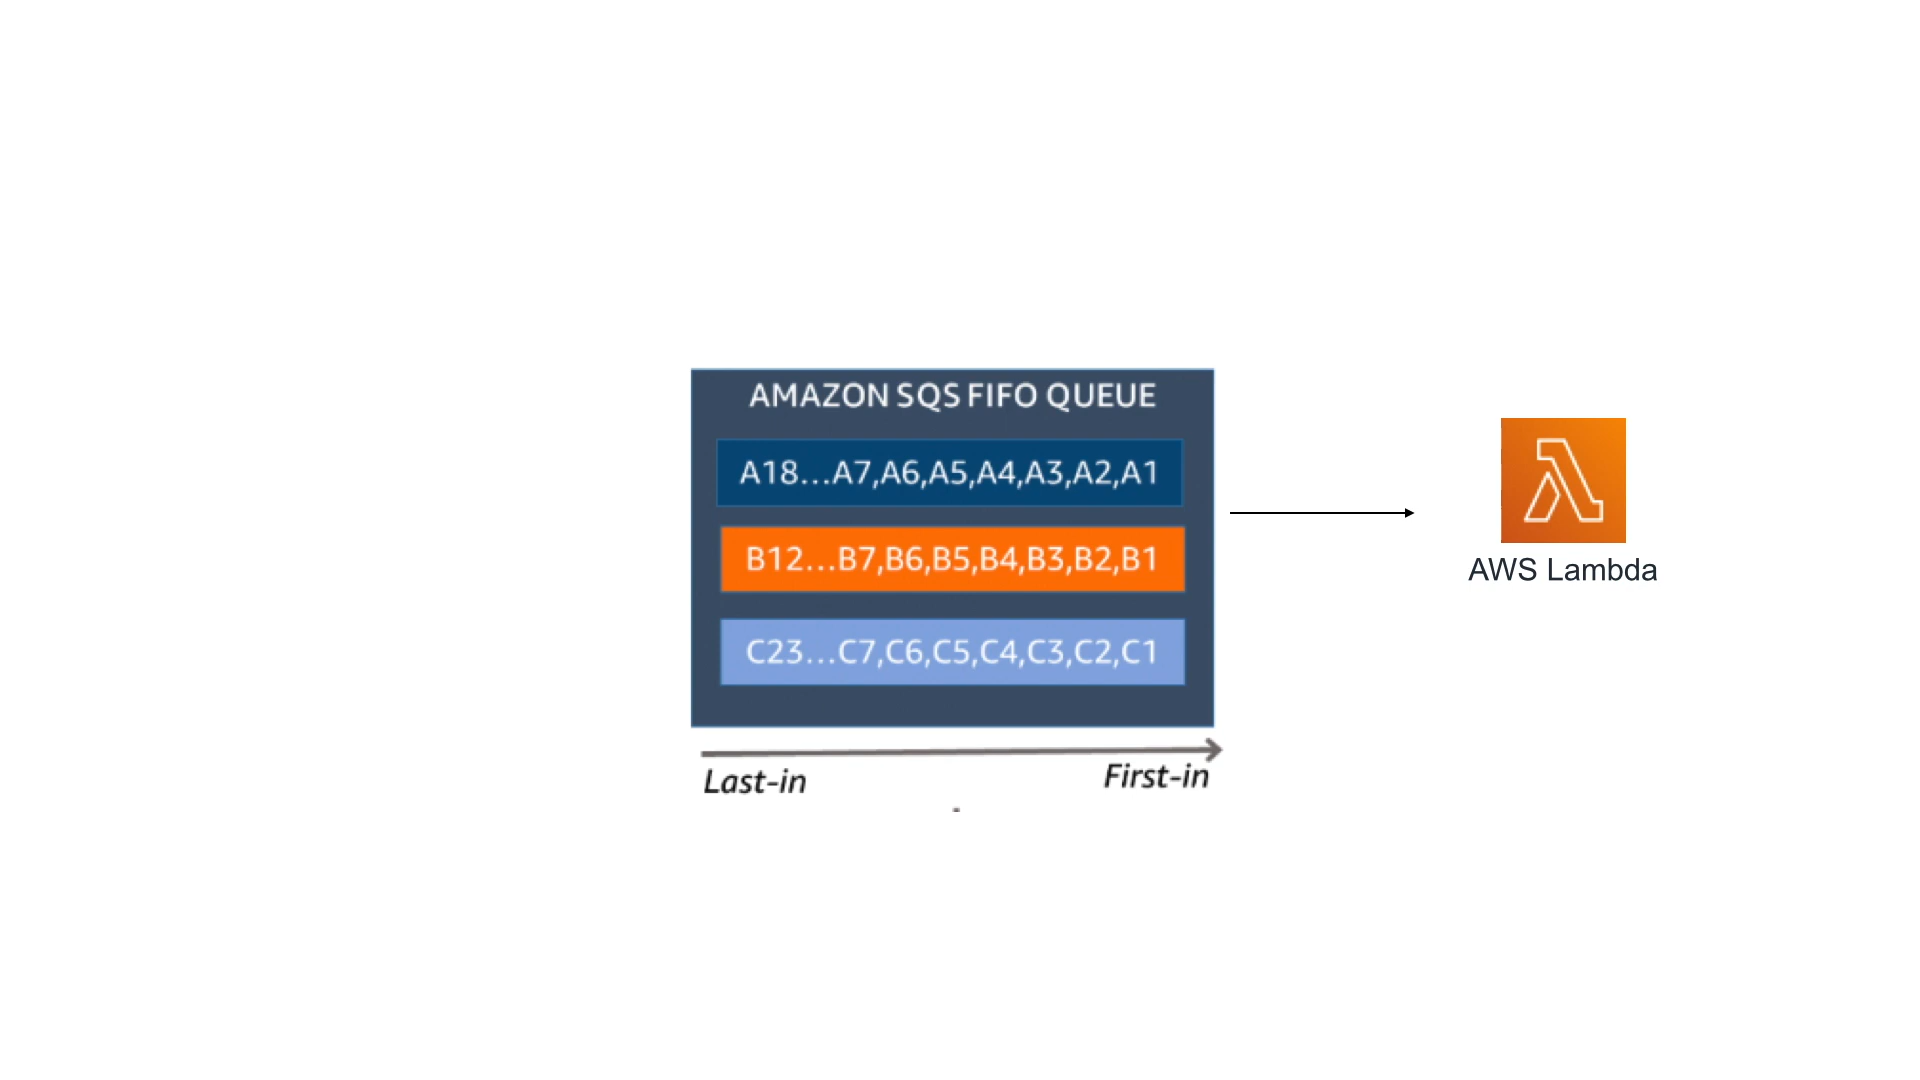 AMAZON SQS FIFO QUEUE
A18...A7,A6,A5,A4,A3,A2,A1
B12...B7,B6,B5,B4,B3,B2,B1
C23...C7,C6,C5,C4,C3,C2,C1
Last-in
First-in
AWS Lambda